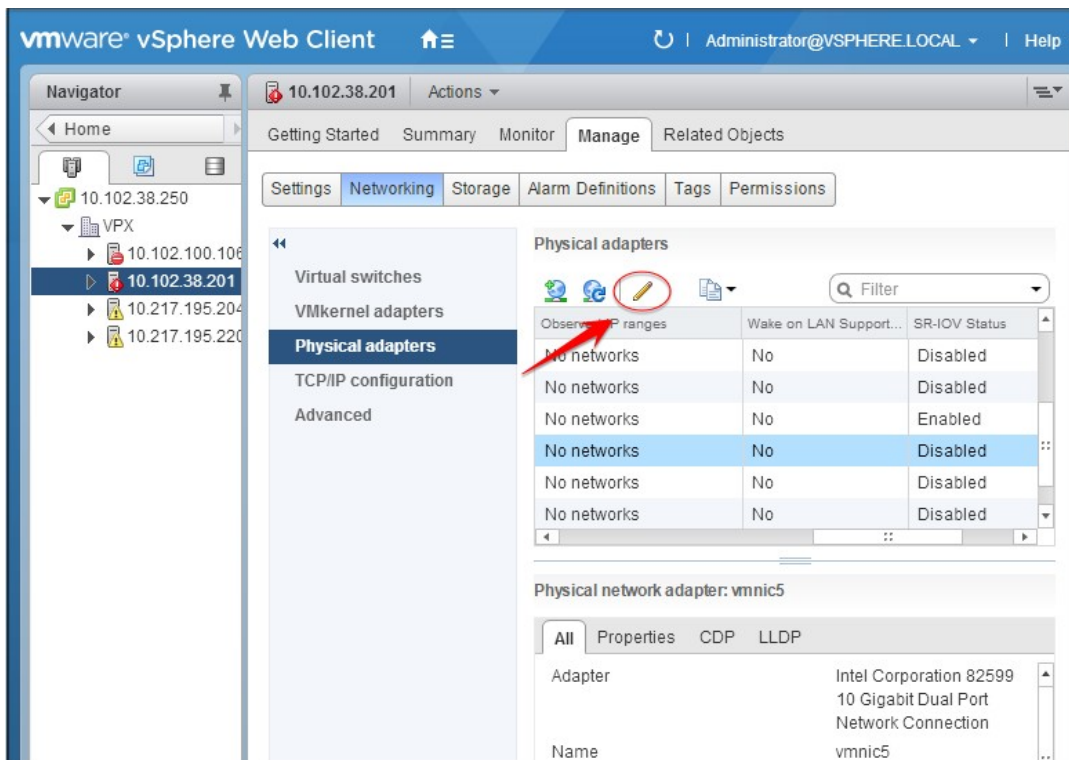 vmware® vSphere Web Client
Administrator@VSPHERE.LOCAL
Help
Navigator
Home
10.102.38.250
VPX
10.102.100.106
10.102.38.201
10.217.195.204
10.217.195.220
10.102.38.201
Actions
Getting Started Summary Monitor Manage Related Objects
Settings Networking Storage Alarm Definitions Tags Permissions
Virtual switches
VMkernel adapters
Physical adapters
TCP/IP configuration
Advanced
Physical adapters
Filter
ranges Wake on LAN Support... SR-IOV Status
No networks No Disabled
No networks No Disabled
No networks No Enabled
No networks No Disabled
No networks No Disabled
No networks No Disabled
Physical network adapter: vmnic5
All Properties CDP LLDP
Adapter Intel Corporation 82599
10 Gigabit Dual Port
Network Connection
Name vmnic5